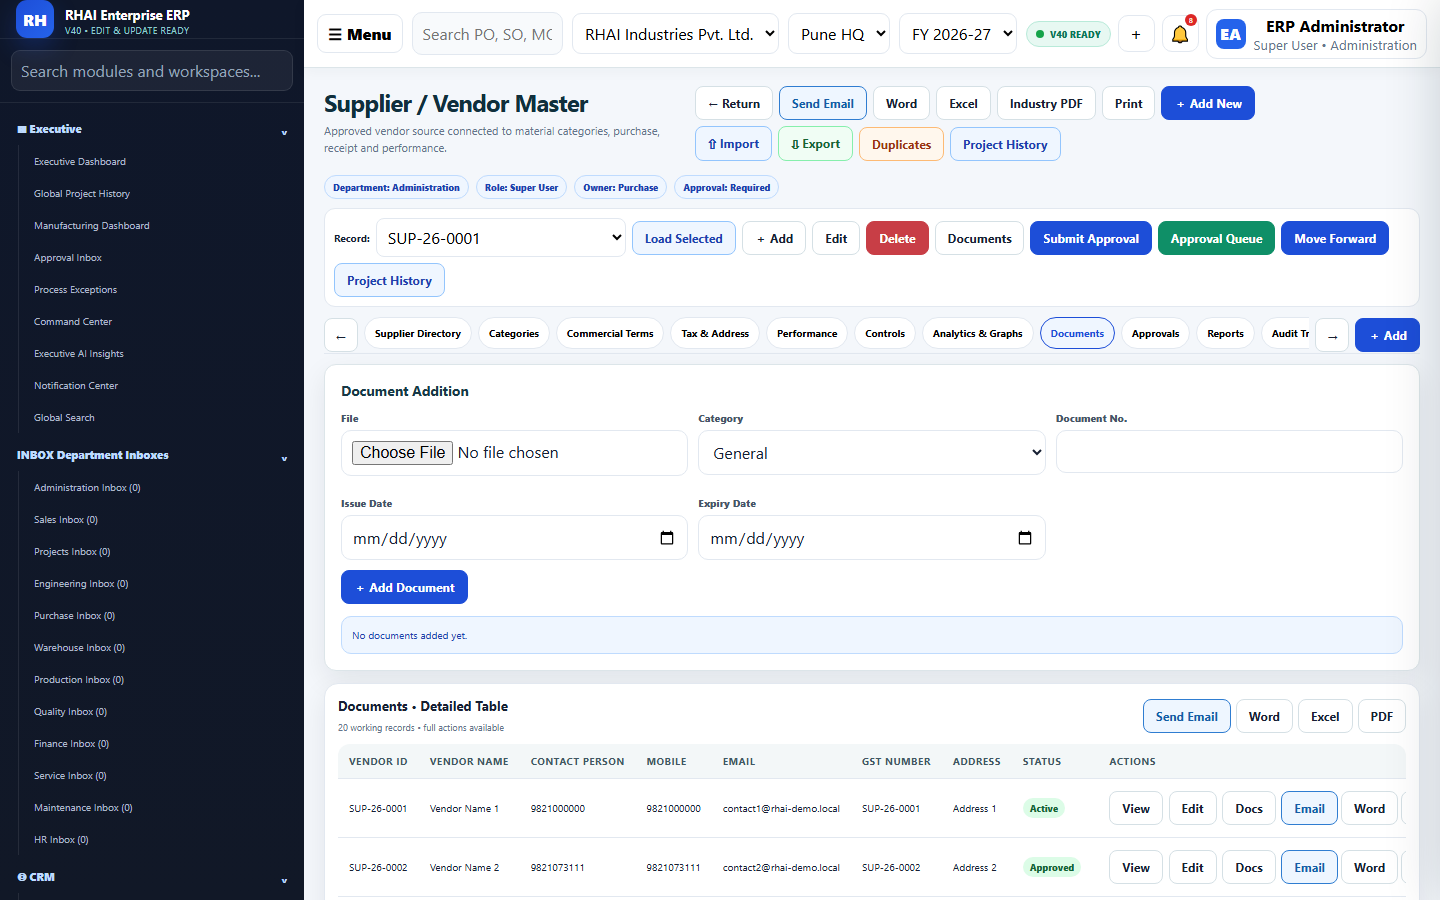 RH
RHAI Enterprise ERP
V40 • EDIT & UPDATE READY
Search modules and workspaces...
Executive
Executive Dashboard
Global Project History
Manufacturing Dashboard
Approval Inbox
Process Exceptions
Command Center
Executive AI Insights
Notification Center
Global Search
INBOX Department Inboxes
Administration Inbox (0)
Sales Inbox (0)
Projects Inbox (0)
Engineering Inbox (0)
Purchase Inbox (0)
Warehouse Inbox (0)
Production Inbox (0)
Quality Inbox (0)
Finance Inbox (0)
Service Inbox (0)
Maintenance Inbox (0)
HR Inbox (0)
CRM
☰ Menu
Search PO, SO, MC
RHAI Industries Pvt. Ltd.
Pune HQ
FY 2026-27
V40 READY
+
8
EA
ERP Administrator
Super User • Administration
Supplier / Vendor Master
Approved vendor source connected to material categories, purchase,
receipt and performance.
← Return
Send Email
Word
Excel
Industry PDF
Print
+ Add New
⇧ Import
⇩ Export
Duplicates
Project History
Department: Administration
Role: Super User
Owner: Purchase
Approval: Required
Record:
SUP-26-0001
Load Selected
+ Add
Edit
Delete
Documents
Submit Approval
Approval Queue
Move Forward
Project History
←
Supplier Directory
Categories
Commercial Terms
Tax & Address
Performance
Controls
Analytics & Graphs
Documents
Approvals
Reports
Audit Tr
→
+ Add
Document Addition
File
Category
Document No.
Choose File No file chosen
General
Issue Date
Expiry Date
mm/dd/yyyy
mm/dd/yyyy
+ Add Document
No documents added yet.
Documents • Detailed Table
20 working records • full actions available
Send Email
Word
Excel
PDF
VENDOR ID VENDOR NAME CONTACT PERSON MOBILE EMAIL GST NUMBER ADDRESS STATUS ACTIONS
SUP-26-0001 Vendor Name 1 9821000000 9821000000 contact1@rhai-demo.local SUP-26-0001 Address 1 Active View Edit Docs Email Word
SUP-26-0002 Vendor Name 2 9821073111 9821073111 contact2@rhai-demo.local SUP-26-0002 Address 2 Approved View Edit Docs Email Word